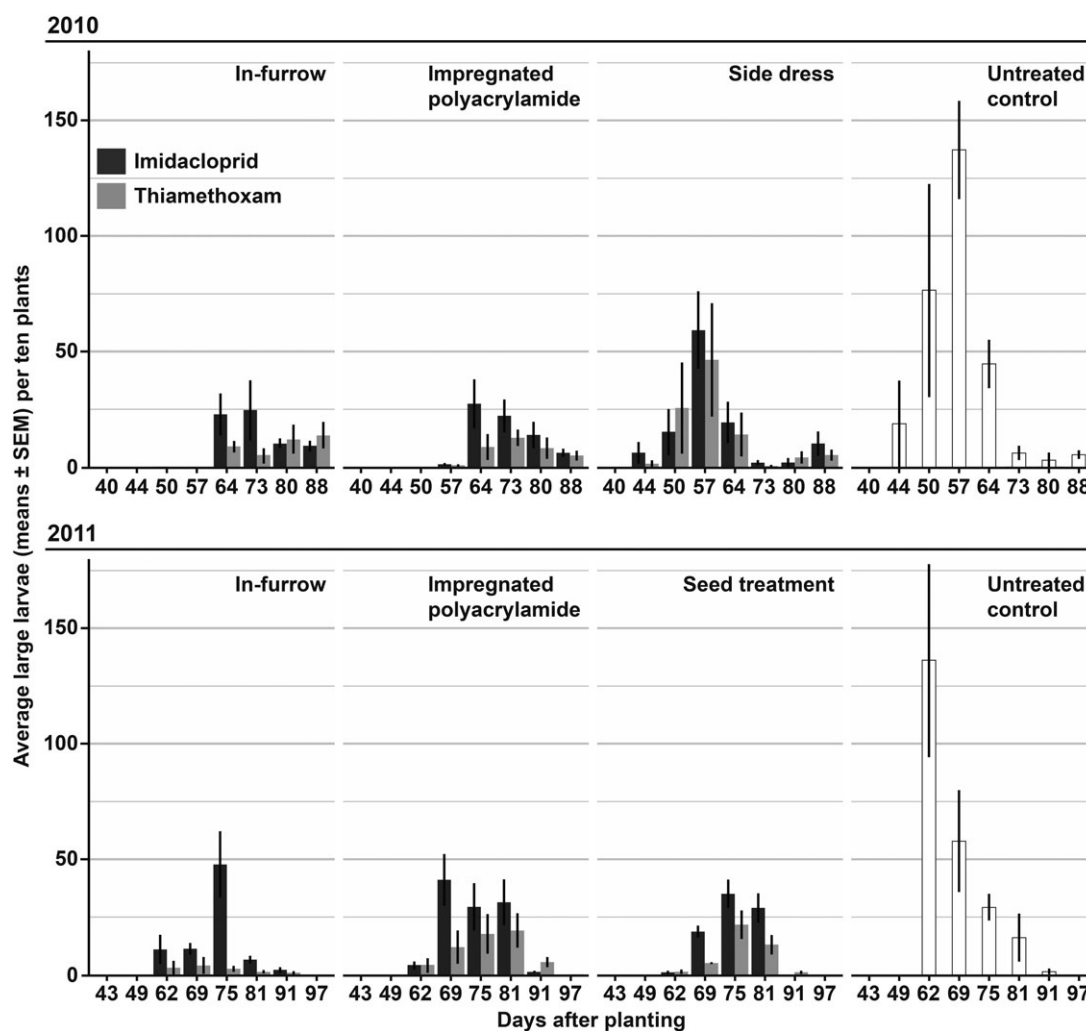 2010
In-furrow
Impregnated
polyacrylamide
Side dress
Untreated
control
Imidacloprid
Thiamethoxam
150
100
50
0
40 44 50 57 64 73 80 88
40 44 50 57 64 73 80 88
40 44 50 57 64 73 80 88
40 44 50 57 64 73 80 88
Average large larvae (means ± SEM) per ten plants
2011
In-furrow
Impregnated
polyacrylamide
Seed treatment
Untreated
control
150
100
50
0
43 49 62 69 75 81 91 97
43 49 62 69 75 81 91 97
43 49 62 69 75 81 91 97
43 49 62 69 75 81 91 97
Days after planting